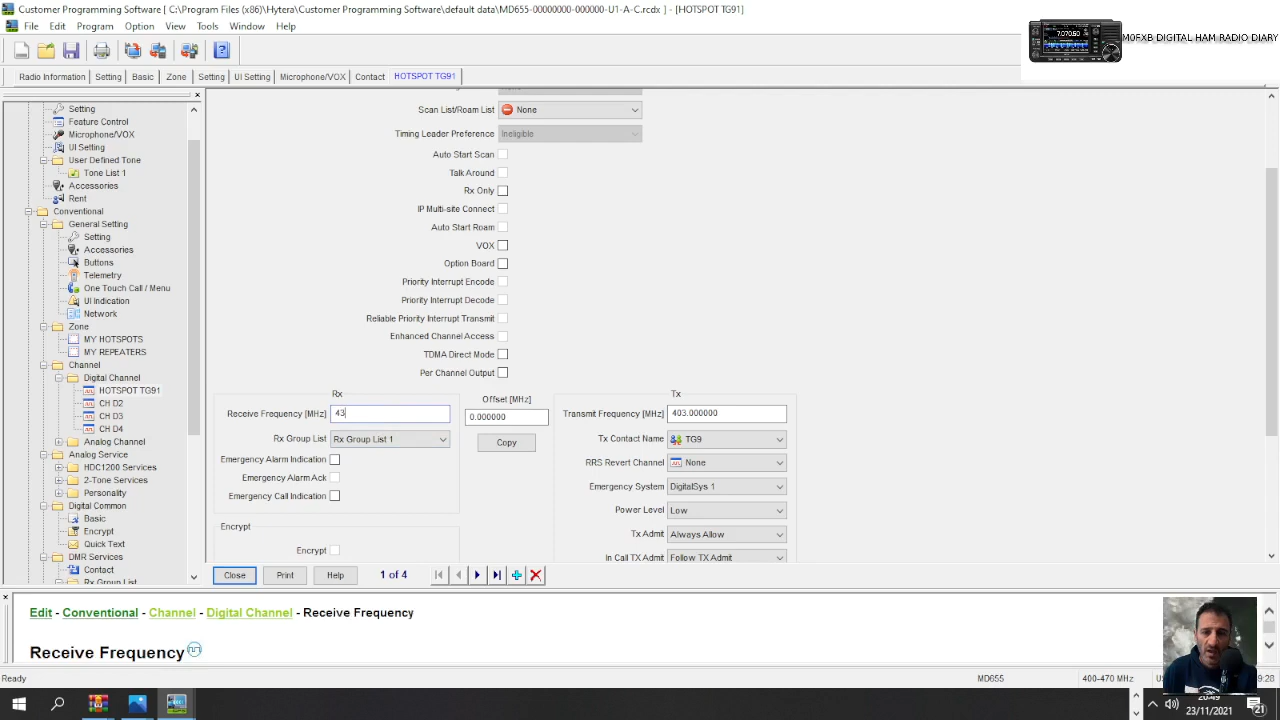 Customer Programming Software [ C:\Program Files (x86)\Hytera\Customer Programming Software\default data\MD655-00000000-000000-U1-A-C.rcdbx ] - [HOTSPOT TG91]
7.070.50
M0FXB DIGITAL HAM RADIO DIARY
File Edit Program Option View Tools Window Help
Radio Information Setting Basic Zone Setting UI Setting Microphone/VOX HOTSPOT TG91
Setting
Feature Control
Microphone/VOX
UI Setting
User Defined Tone
Tone List 1
Accessories
Rent
Conventional
General Setting
Setting
Accessories
Buttons
Telemetry
One Touch Call / Menu
UI Indication
Network
Zone
MY HOTSPOTS
MY REPEATERS
Channel
Digital Channel
HOTSPOT TG91
CH D2
CH D3
CH D4
Analog Channel
Analog Service
HDC1200 Services
2-Tone Services
Personality
Digital Common
Basic
Encrypt
Quick Text
DMR Services
Contact
Rx Group List
Scan List/Roam List None
Timing Leader Preference Ineligible
Auto Start Scan
Talk Around
Rx Only
IP Multi-site Connect
Auto Start Roam
VOX
Option Board
Priority Interrupt Encode
Priority Interrupt Decode
Reliable Priority Interrupt Transmit
Enhanced Channel Access
TDMA Direct Mode
Per Channel Output
Rx
Receive Frequency [MHz] 43
Rx Group List Rx Group List 1
Emergency Alarm Indication
Emergency Alarm Ack
Emergency Call Indication
Encrypt
Encrypt
Offset [MHz]
0.000000
Copy
Tx
Transmit Frequency [MHz] 403.000000
Tx Contact Name TG9
RRS Revert Channel None
Emergency System DigitalSys 1
Power Level Low
Tx Admit Always Allow
In Call TX Admit Follow TX Admit
Close Print Help 1 of 4
Edit - Conventional - Channel - Digital Channel - Receive Frequency
Receive Frequency
Ready MD655 400-470 MHz
23/11/2021 21